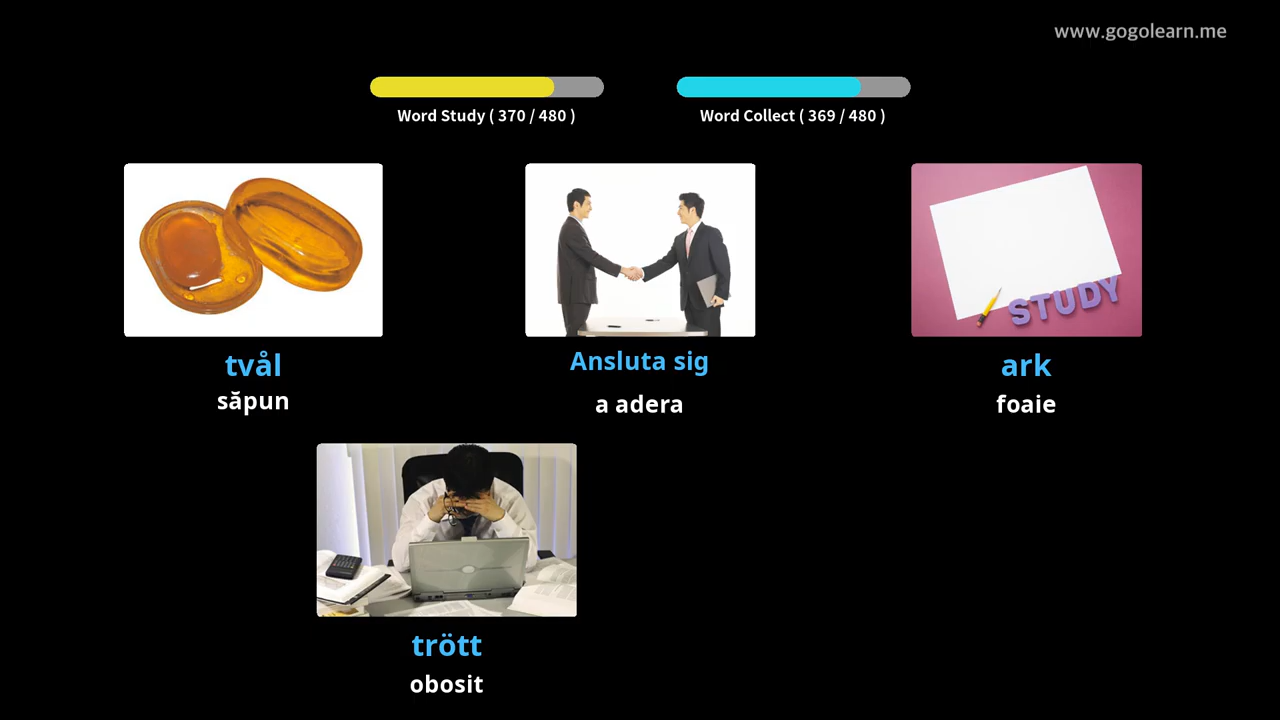 www.gogolearn.me
Word Study ( 370 / 480 )
Word Collect ( 369 / 480 )
STUDY
tvål
săpun
Ansluta sig
a adera
ark
foaie
trött
obosit